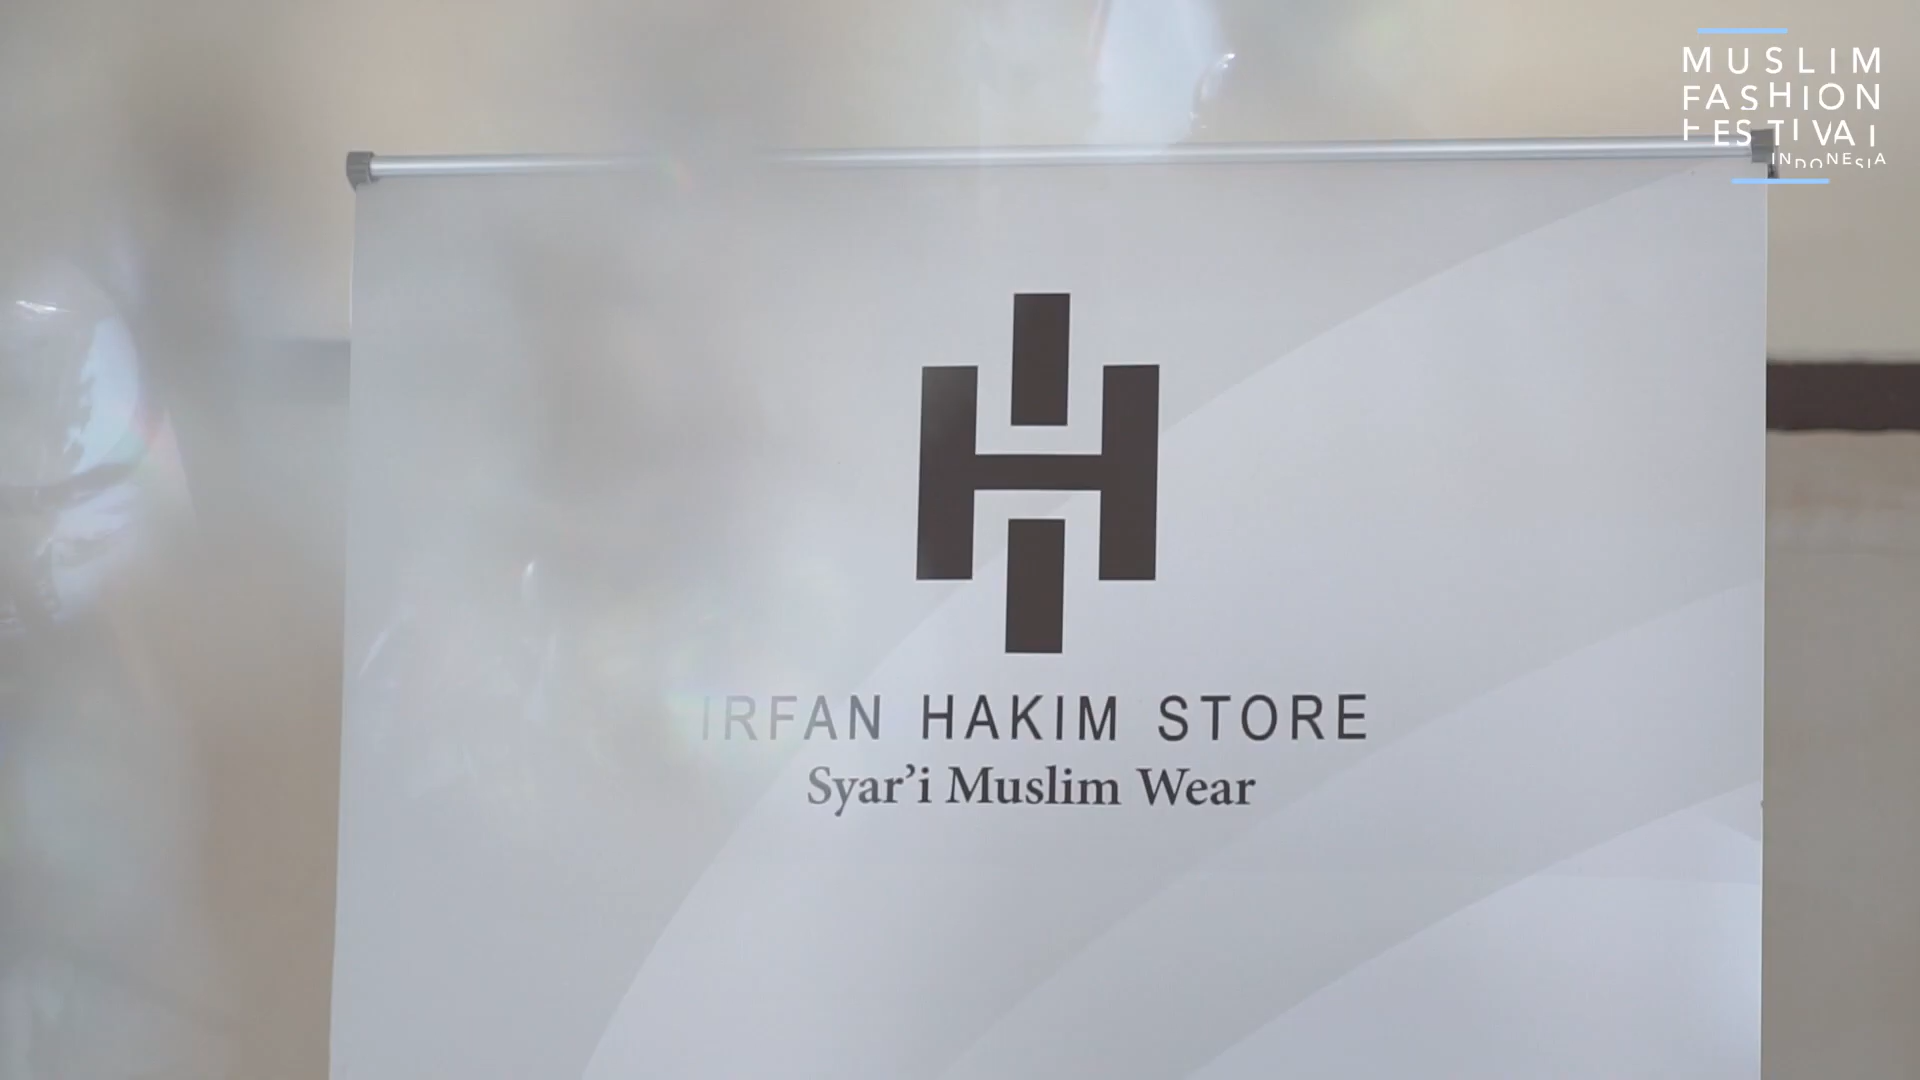 MUSLIM
FASHION
FESTIVAL
INDONESIA
IRFAN HAKIM STORE
Syar'i Muslim Wear